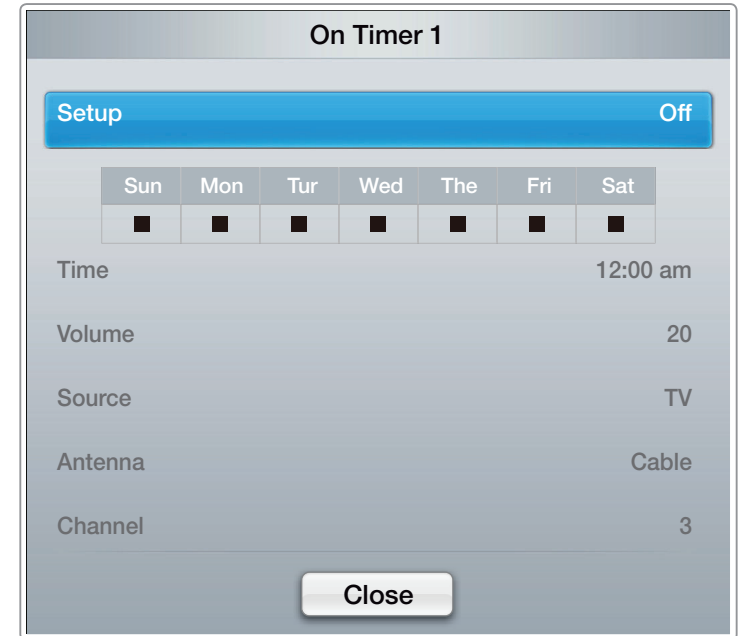 On Timer 1
Setup Off
Sun Mon Tur Wed The Fri Sat
Time 12:00 am
Volume 20
Source TV
Antenna Cable
Channel 3
Close